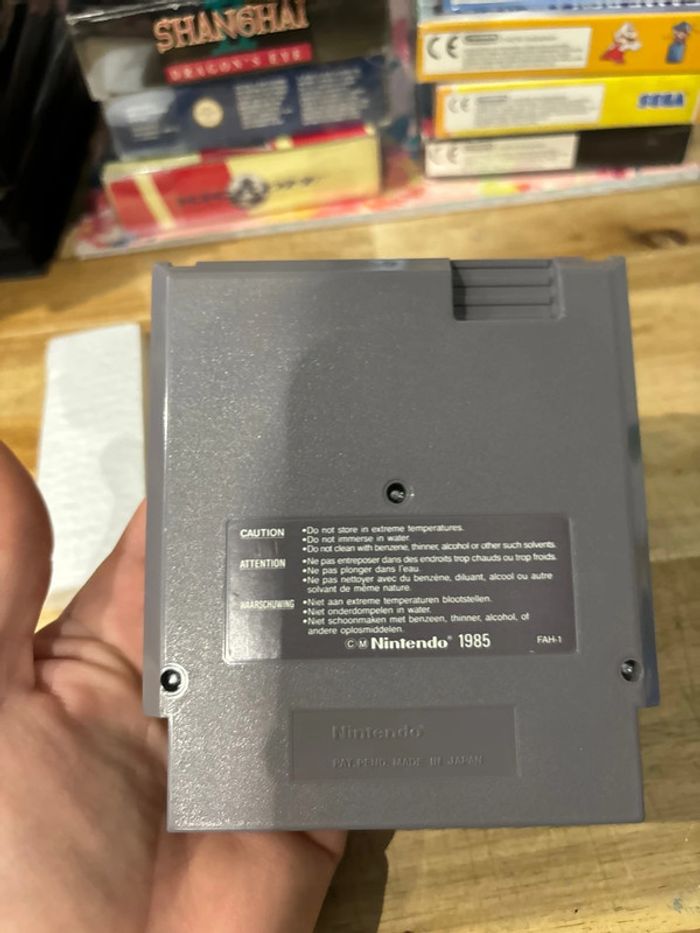 SHANGHAI
II
DRAGON'S EYE
CE
CE
SEGA
CE
CAUTION
•Do not store in extreme temperatures.
•Do not immerse in water.
•Do not clean with benzene, thinner, alcohol or other such solvents.
ATTENTION
•Ne pas entreposer dans des endroits trop chauds ou trop froids.
•Ne pas plonger dans l'eau.
•Ne pas nettoyer avec du benzène, diluant, alcool ou autre
solvant de même nature.
WAARSCHUWING
•Niet aan extreme temperaturen blootstellen.
•Niet onderdompelen in water.
•Niet schoonmaken met benzeen, thinner, alcohol, of
andere oplosmiddelen.
©Ⓜ Nintendo® 1985
FAH-1
Nintendo®
PAT. PEND. MADE IN JAPAN